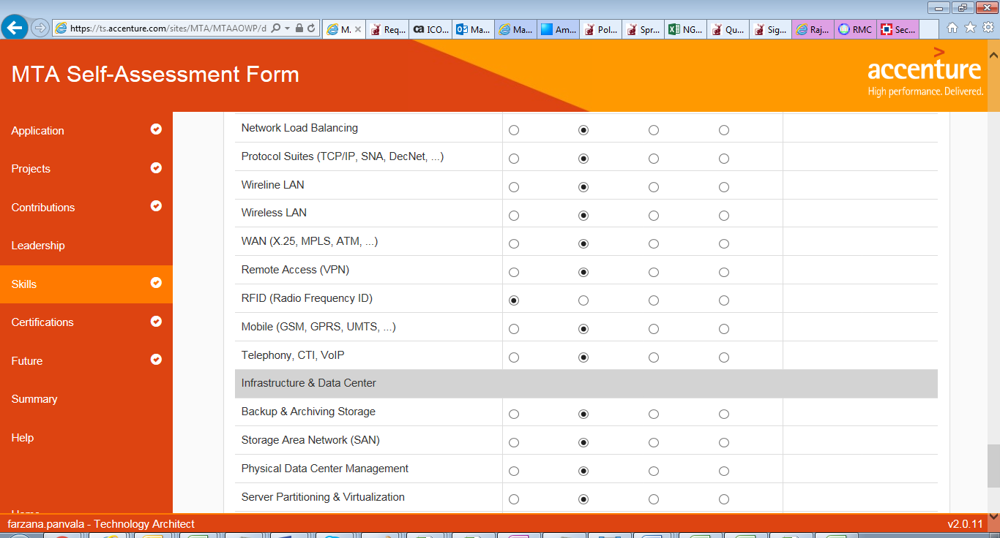 https://ts.accenture.com/sites/MTA/MTAAOWP/d
M.
Req...
ca ICO...
Ma...
Ma...
Am...
Pol...
Spr...
NG...
Qu...
Sig...
Raj...
RMC
Sec...
MTA Self-Assessment Form
>
accenture
High performance. Delivered.
Application
Projects
Contributions
Leadership
Skills
Certifications
Future
Summary
Help
Network Load Balancing
Protocol Suites (TCP/IP, SNA, DecNet, ...)
Wireline LAN
Wireless LAN
WAN (X.25, MPLS, ATM, ...)
Remote Access (VPN)
RFID (Radio Frequency ID)
Mobile (GSM, GPRS, UMTS, ...)
Telephony, CTI, VoIP
Infrastructure & Data Center
Backup & Archiving Storage
Storage Area Network (SAN)
Physical Data Center Management
Server Partitioning & Virtualization
farzana.panvala - Technology Architect
v2.0.11